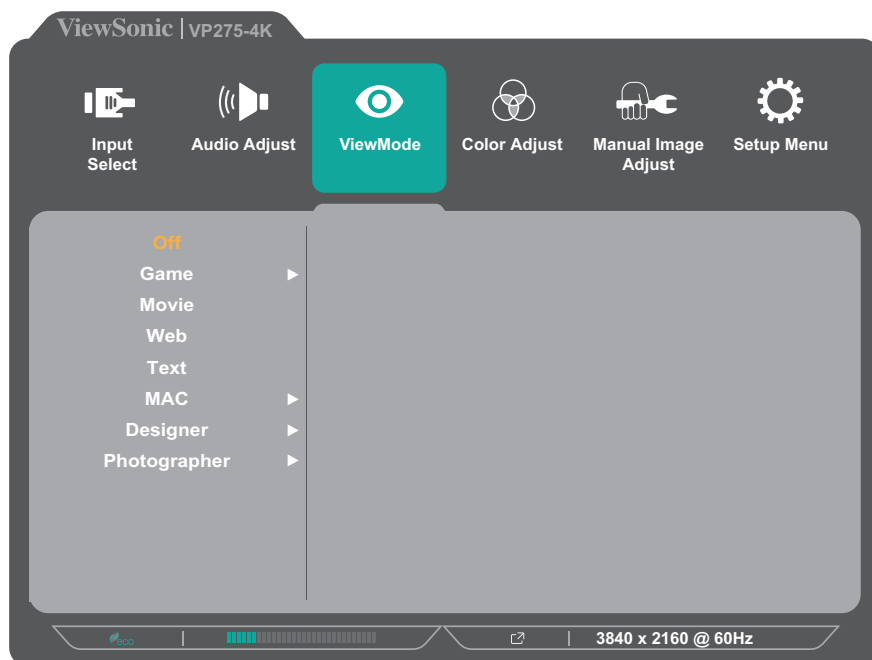 ViewSonic | VP275-4K
Input Select
Audio Adjust
ViewMode
Color Adjust
Manual Image Adjust
Setup Menu
Off
Game
Movie
Web
Text
MAC
Designer
Photographer
eco
3840 x 2160 @ 60Hz